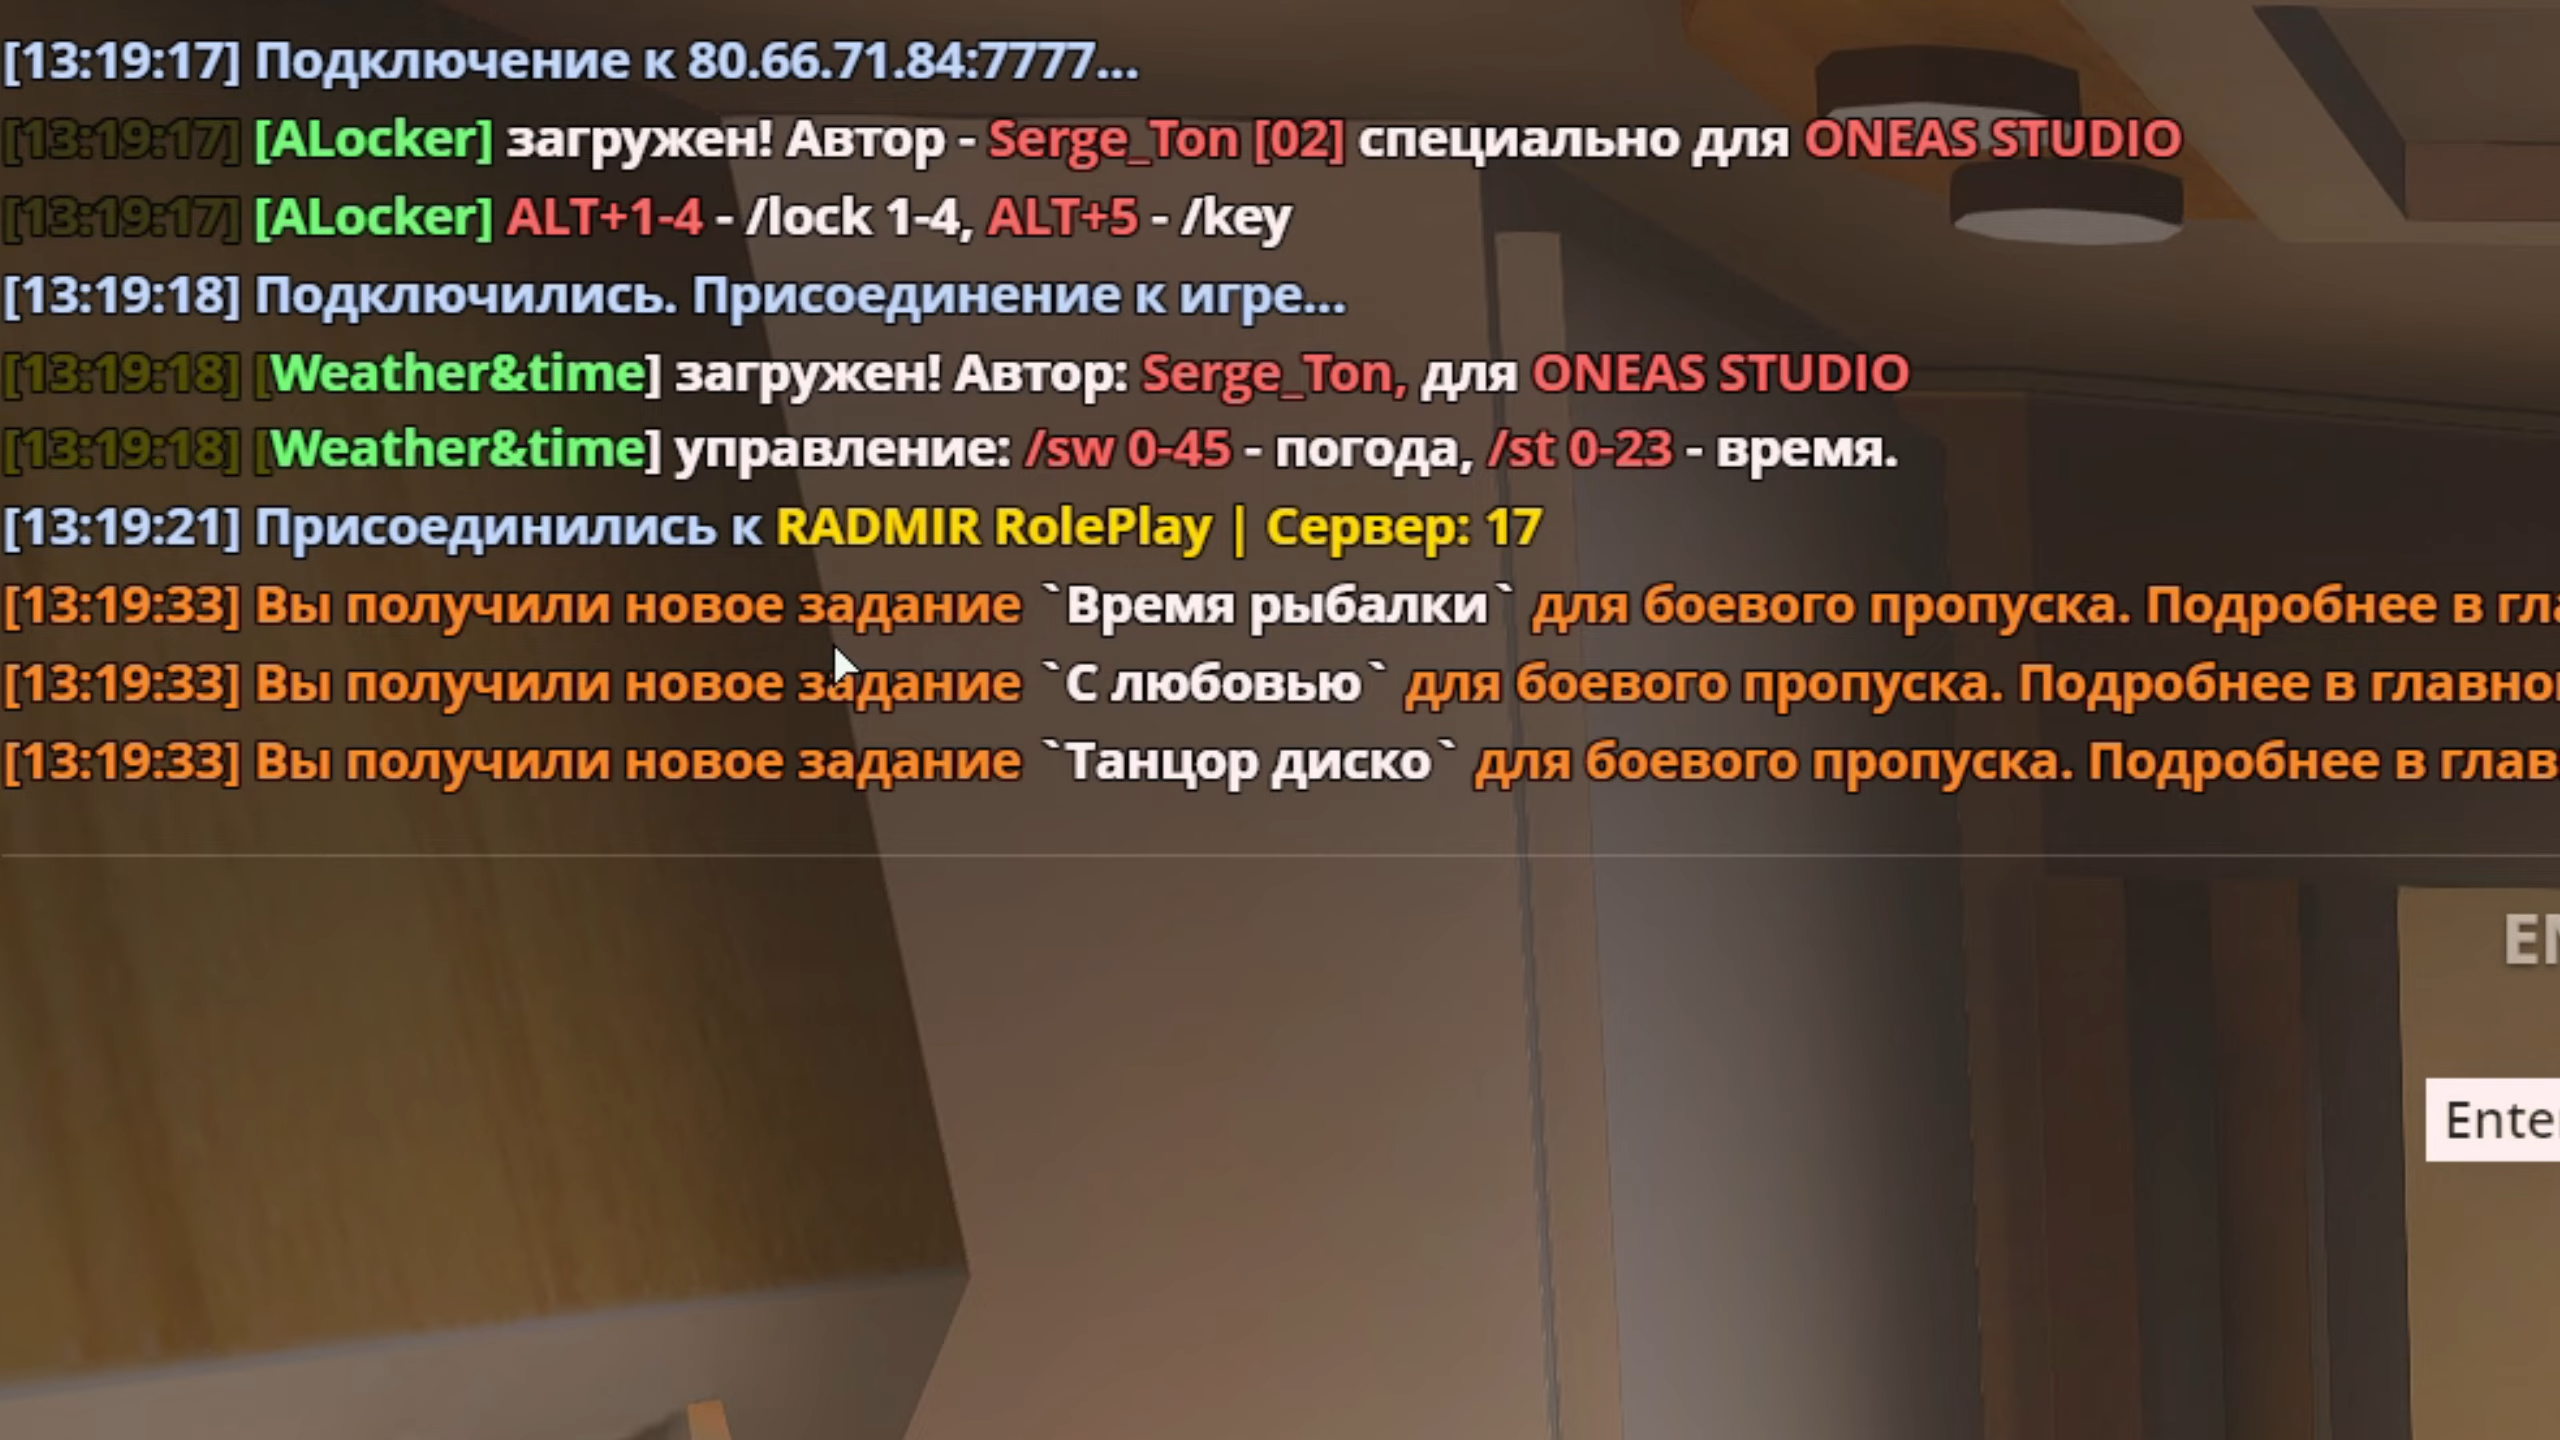 [13:19:17] Подключение к 80.66.71.84:7777...
[13:19:17] [ALocker] загружен! Автор - Serge_Ton [02] специально для ONEAS STUDIO
[13:19:17] [ALocker] ALT+1-4 - /lock 1-4, ALT+5 - /key
[13:19:18] Подключились. Присоединение к игре...
[13:19:18] [Weather&time] загружен! Автор: Serge_Ton, для ONEAS STUDIO
[13:19:18] [Weather&time] управление: /sw 0-45 - погода, /st 0-23 - время.
[13:19:21] Присоединились к RADMIR RolePlay | Сервер: 17
[13:19:33] Вы получили новое задание `Время рыбалки` для боевого пропуска. Подробнее в
[13:19:33] Вы получили новое задание `С любовью` для боевого пропуска. Подробнее в
[13:19:33] Вы получили новое задание `Танцор диско` для боевого пропуска. Подробнее в